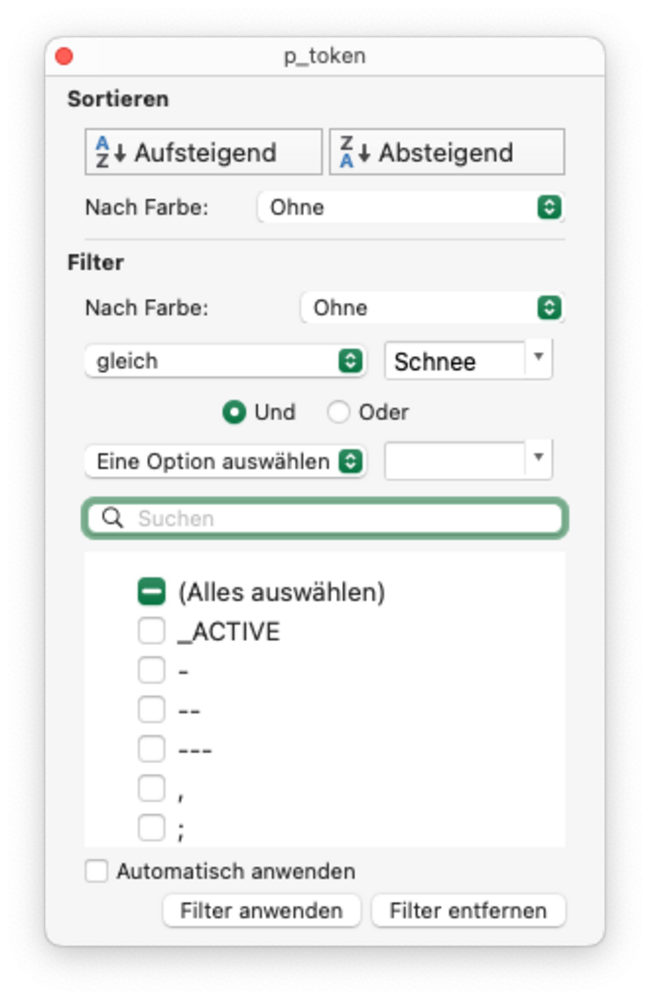 p_token
Sortieren
AZ Aufsteigend ZA Absteigend
Nach Farbe: Ohne
Filter
Nach Farbe: Ohne
gleich Schnee
Und Oder
Eine Option auswählen
Suchen
(Alles auswählen)
_ACTIVE
-
--
---
,
;
Automatisch anwenden
Filter anwenden Filter entfernen